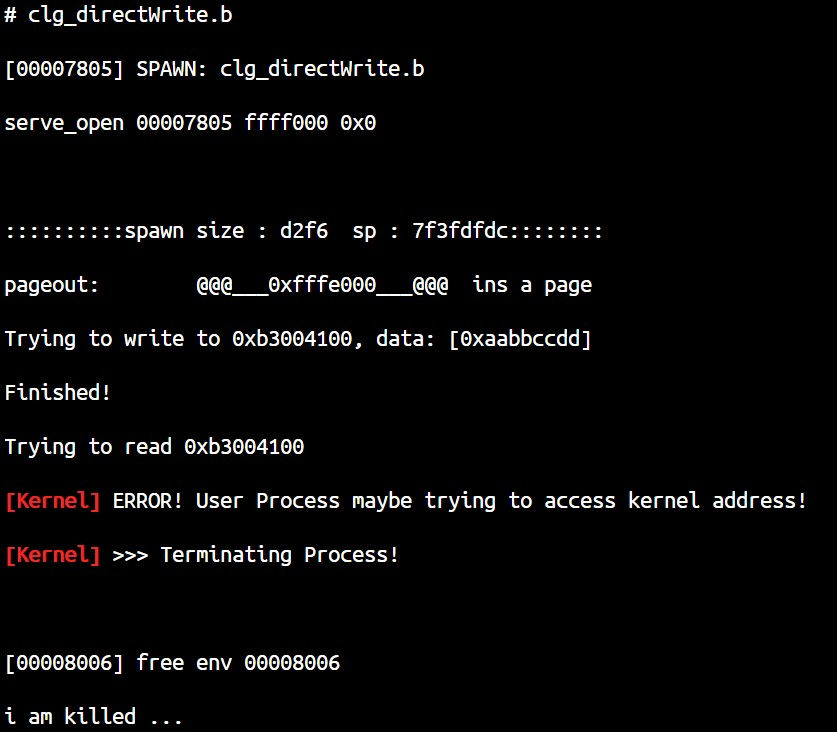 # clg_directWrite.b
[00007805] SPAWN: clg_directWrite.b
serve_open 00007805 ffff000 0x0
::::::::::spawn size : d2f6  sp : 7f3fdfdc::::::::
pageout:        @@@___0xfffe000___@@@  ins a page
Trying to write to 0xb3004100, data: [0xaabbccdd]
Finished!
Trying to read 0xb3004100
[Kernel] ERROR! User Process maybe trying to access kernel address!
[Kernel] >>> Terminating Process!
[00008006] free env 00008006
i am killed ...